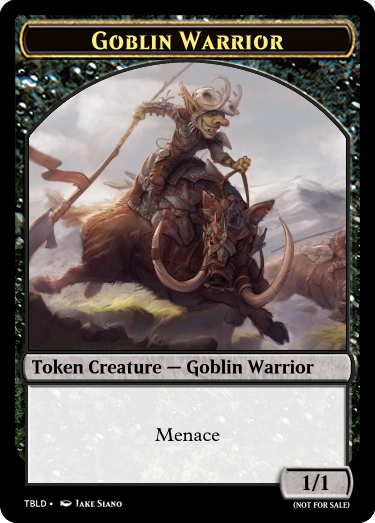 Goblin Warrior
Token Creature — Goblin Warrior
Menace
1/1
TBLD • Jake Siano
(NOT FOR SALE)